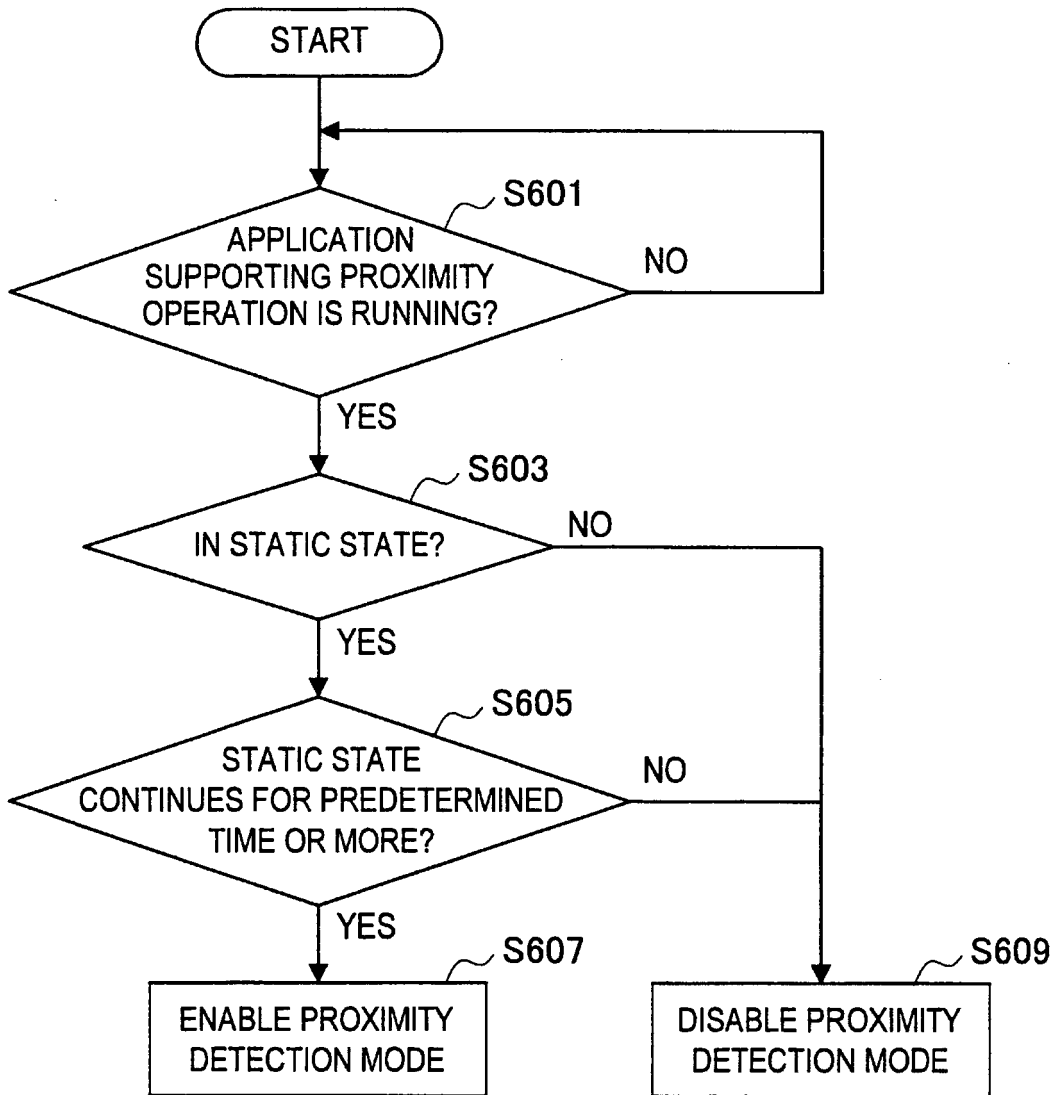 START
S601
APPLICATION
SUPPORTING PROXIMITY
OPERATION IS RUNNING?
NO
YES
S603
IN STATIC STATE?
NO
YES
S605
STATIC STATE
CONTINUES FOR PREDETERMINED
TIME OR MORE?
NO
YES
S607
ENABLE PROXIMITY
DETECTION MODE
S609
DISABLE PROXIMITY
DETECTION MODE